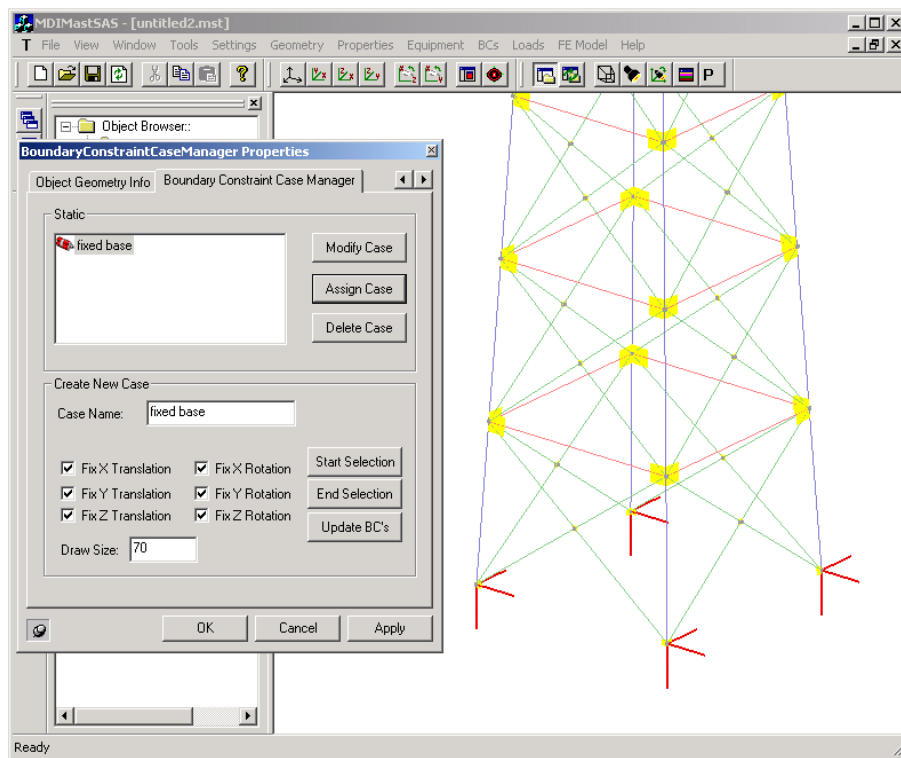 MDIMastSAS - [untitled2.mst]
T File View Window Tools Settings Geometry Properties Equipment BCs Loads FE Model Help
P
Object Browser::
BoundaryConstraintCaseManager Properties
Object Geometry Info Boundary Constraint Case Manager
Static
fixed base
Modify Case
Assign Case
Delete Case
Create New Case
Case Name: fixed base
Fix X Translation Fix X Rotation Start Selection
Fix Y Translation Fix Y Rotation End Selection
Fix Z Translation Fix Z Rotation Update BC's
Draw Size: 70
OK Cancel Apply
Ready